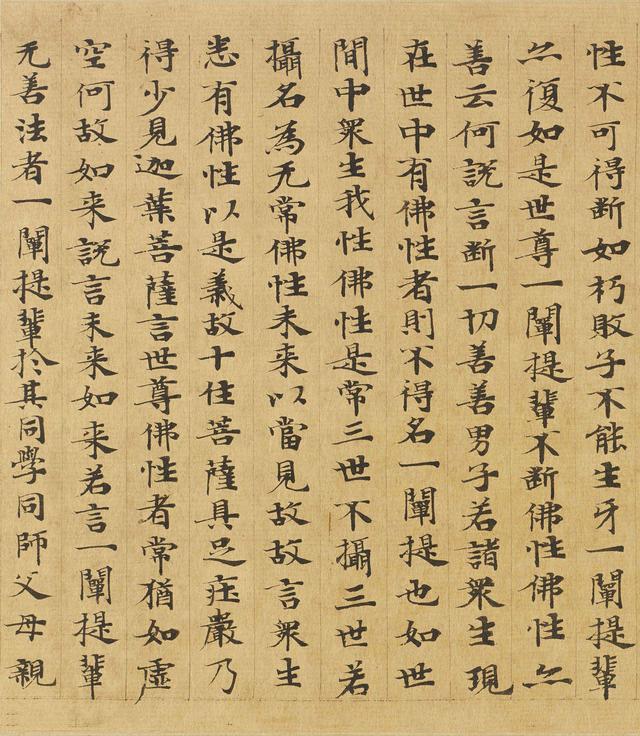 性不可得断如朽敗子不能生牙一闡提輩
亦復如是世尊一闡提輩不断佛性佛性亦
善云何説言断一切善善男子若諸衆生現
在世中有佛性者則不得名一闡提也如世
間中衆生我性佛性是常三世不攝三世若
攝名為无常佛性未来以當見故故言衆生
悉有佛性以是義故十住菩薩具足莊嚴乃
得少見迦葉菩薩言世尊佛性者常猶如虛
空何故如来説言未来如来若言一闡提輩
无善法者一闡提輩於其同學同師父母親